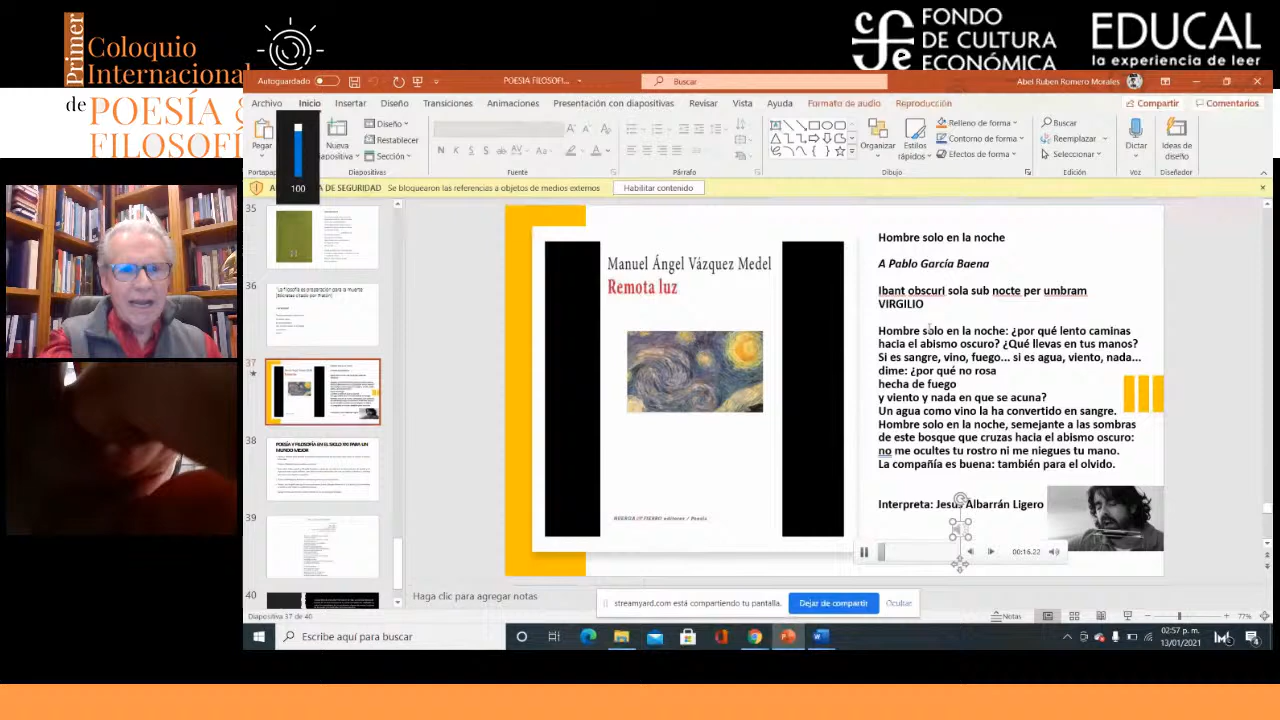 Primer
Coloquio
Internacional
de POESÍA &
FILOSOFÍ
FONDO
DE CULTURA
ECONÓMICA
EDUCAL
la experiencia de leer
Autoguardado
POESIA FILOSOFI...
Buscar
Abel Ruben Romero Morales
Archivo Inicio Insertar Diseño Transiciones Animaciones Presentación con diapositivas Revisar Vista Ayuda Formato de audio Reproducción
Compartir
Comentarios
Pegar
Nueva
Diseño
Restablecer
Sección
Organizar
Estilos
rápidos
Relleno de forma
Contorno de forma
Efectos de forma
Buscar
Reemplazar
Seleccionar
Dictar
Ideas de
diseño
Diapositivas
Fuente
Párrafo
Dibujo
Edición
Voz
Diseñador
100
DE SEGURIDAD Se bloquearon las referencias a objetos de medios externos
Habilitar contenido
35
36
37
38
POESÍA Y FILOSOFÍA EN EL SIGLO XXI PARA UN
MUNDO MEJOR
39
40
Manuel Ángel Vázquez Medel
Remota luz
Hombre solo en la noche
A Pablo García Baena
Ibant obscuri sola sub nocte per umbram
VIRGILIO
Hombre solo en la noche: ¿por qué lento caminas
hacia el abismo oscuro? ¿Qué llevas en tus manos?
Si es sangre, tierra, fuego... si es agua, viento, nada...
dime: ¿por qué no rosa
hecha de fuego
y viento y nada en que se acuna?
Un agua como vino la ha convertido en sangre.
Hombre solo en la noche, semejante a las sombras
de este bosque que cruzas hacia el abismo oscuro:
no me ocultes tu rostro ni me niegues tu mano.
La compañía es buena: también para el olvido.
Interpreta: Jesús Albarrán Ligero
00:16.22
Haga clic para agregar notas
streamyard.com está compartiendo tu pantalla.
Dejar de compartir
Ocultar
Diapositiva 37 de 40
Notas
77%
Escribe aquí para buscar
02:57 p. m.
13/01/2021